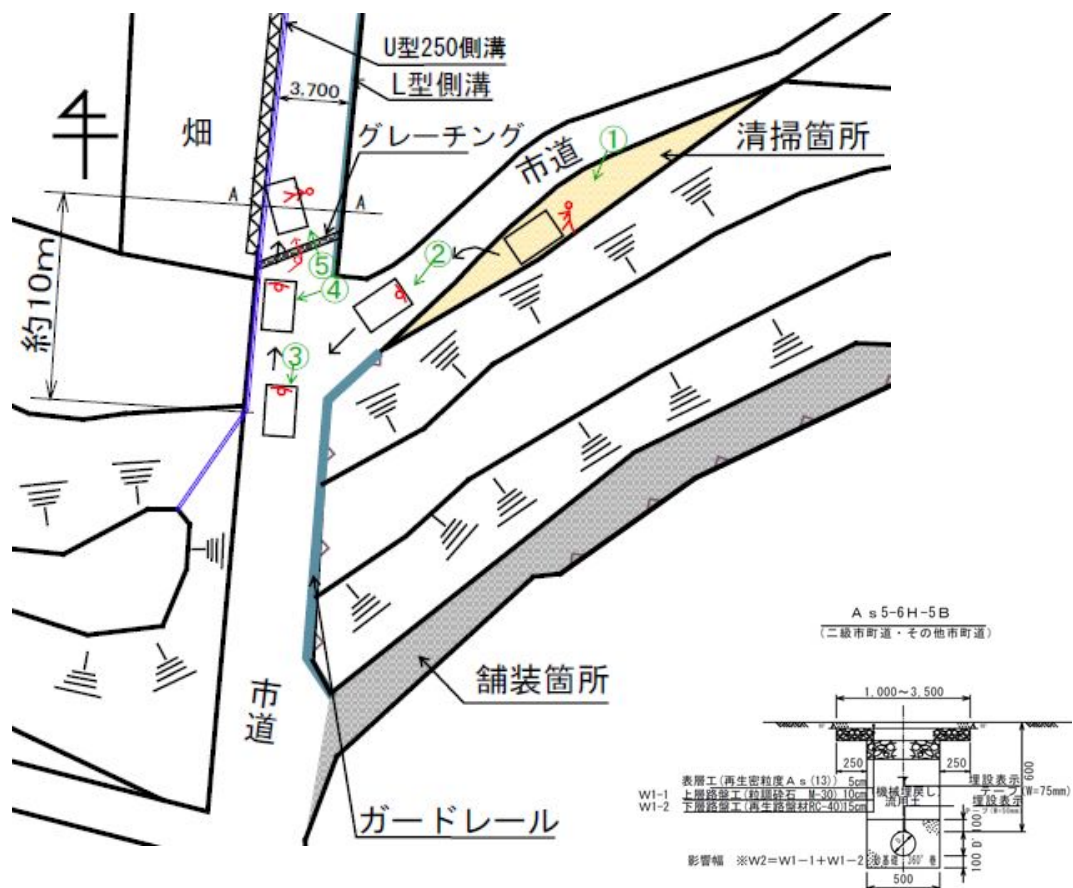 U型250側溝
3.700
L型側溝
グレーチング
畑
市道
①
清掃箇所
A
A
②
⑤
④
約10m
③
舗装箇所
市道
ガードレール
As5-6H-5B
(二級市町道・その他市町道)
1,000～3,500
250
250
600
表層工(再生密粒度As(13)) 5cm
W1-1 上層路盤工(粒調砕石 M-30) 10cm
W1-2 下層路盤工(再生路盤材RC-40)15cm
機械埋戻し
流用土
埋設表示
テープ(W=75mm)
埋設表示
100
100
影響幅 ※W2=W1-1+W1-2
360°巻
500